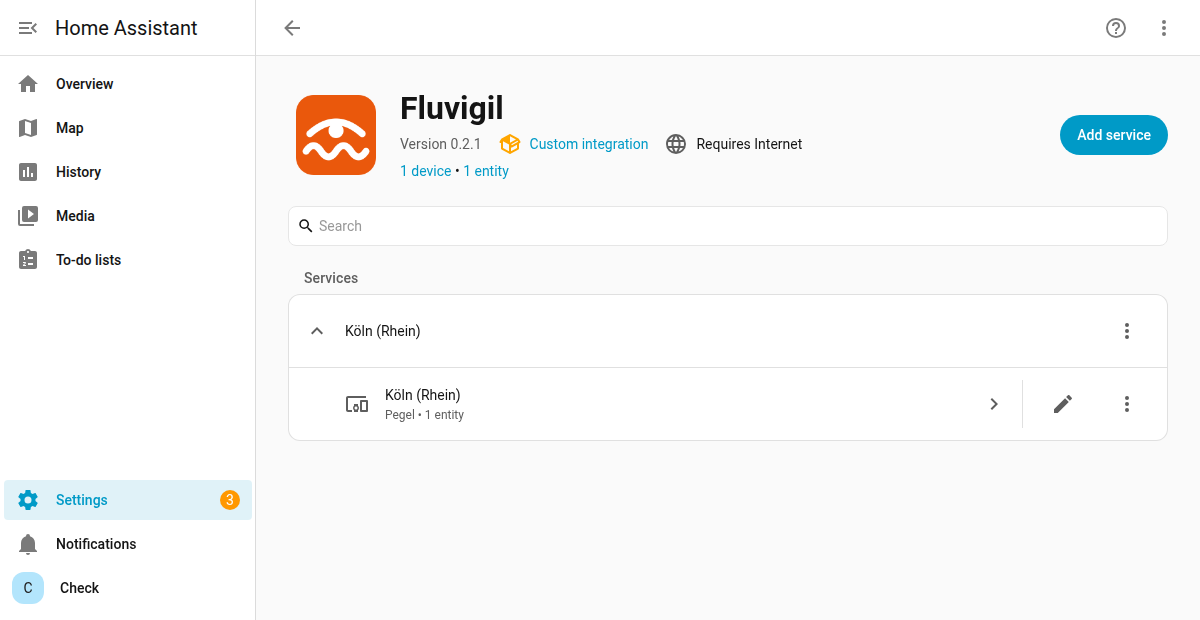 Home Assistant
Overview
Map
History
Media
To-do lists
Settings
3
Notifications
C
Check
Fluvigil
Version 0.2.1
Custom integration
Requires Internet
1 device • 1 entity
Add service
Search
Services
Köln (Rhein)
Köln (Rhein)
Pegel • 1 entity